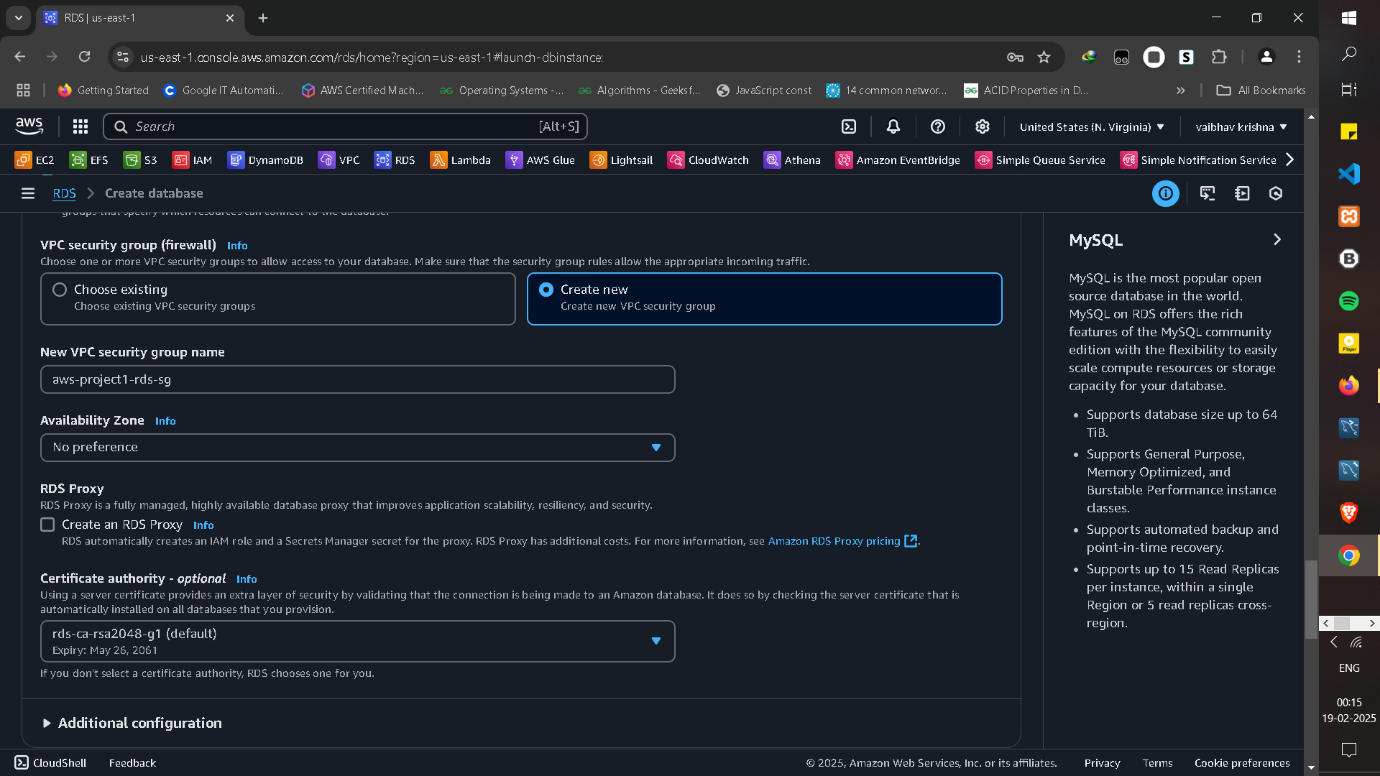 RDS | us-east-1
us-east-1.console.aws.amazon.com/rds/home?region=us-east-1#launch-dbinstance:
Getting Started
Google IT Automati...
AWS Certified Mach...
Operating Systems -...
Algorithms - Geeksf...
JavaScript const
14 common networ...
ACID Properties in D...
»
All Bookmarks
aws
Search
[Alt+S]
United States (N. Virginia)
vaibhav krishna
EC2
EFS
S3
IAM
DynamoDB
VPC
RDS
Lambda
AWS Glue
Lightsail
CloudWatch
Athena
Amazon EventBridge
Simple Queue Service
Simple Notification Service
RDS
Create database
groups that specify which resources can connect to the database.
VPC security group (firewall) Info
Choose one or more VPC security groups to allow access to your database. Make sure that the security group rules allow the appropriate incoming traffic.
Choose existing
Choose existing VPC security groups
Create new
Create new VPC security group
New VPC security group name
aws-project1-rds-sg
Availability Zone Info
No preference
RDS Proxy
RDS Proxy is a fully managed, highly available database proxy that improves application scalability, resiliency, and security.
Create an RDS Proxy Info
RDS automatically creates an IAM role and a Secrets Manager secret for the proxy. RDS Proxy has additional costs. For more information, see Amazon RDS Proxy pricing.
Certificate authority - optional Info
Using a server certificate provides an extra layer of security by validating that the connection is being made to an Amazon database. It does so by checking the server certificate that is
automatically installed on all databases that you provision.
rds-ca-rsa2048-g1 (default)
Expiry: May 26, 2061
If you don't select a certificate authority, RDS chooses one for you.
Additional configuration
MySQL
MySQL is the most popular open
source database in the world.
MySQL on RDS offers the rich
features of the MySQL community
edition with the flexibility to easily
scale compute resources or storage
capacity for your database.
• Supports database size up to 64
TiB.
• Supports General Purpose,
Memory Optimized, and
Burstable Performance instance
classes.
• Supports automated backup and
point-in-time recovery.
• Supports up to 15 Read Replicas
per instance, within a single
Region or 5 read replicas cross-
region.
CloudShell
Feedback
© 2025, Amazon Web Services, Inc. or its affiliates.
Privacy
Terms
Cookie preferences
ENG
00:15
19-02-2025